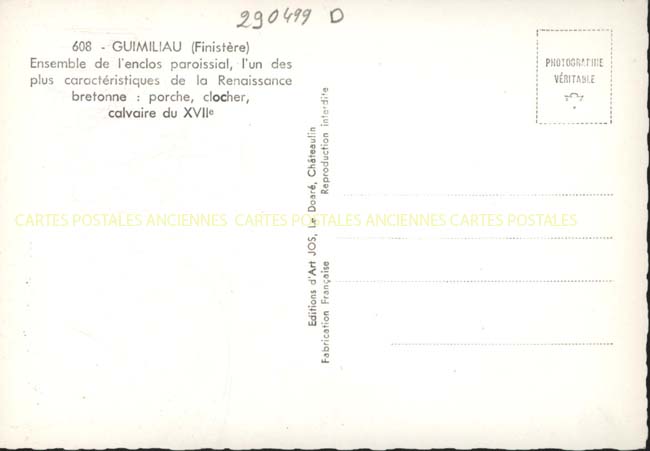 290499 D
608 - GUIMILIAU (Finistère)
Ensemble de l'enclos paroissial, l'un des
plus caractéristiques de la Renaissance
bretonne : porche, clocher,
calvaire du XVIIe
PHOTOGRAPHIE
VÉRITABLE
Editions d'Art JOS, Le Doaré, Châteaulin
Fabrication Française
Reproduction interdite
CARTES POSTALES ANCIENNES CARTES POSTALES ANCIENNES CARTES POSTALES